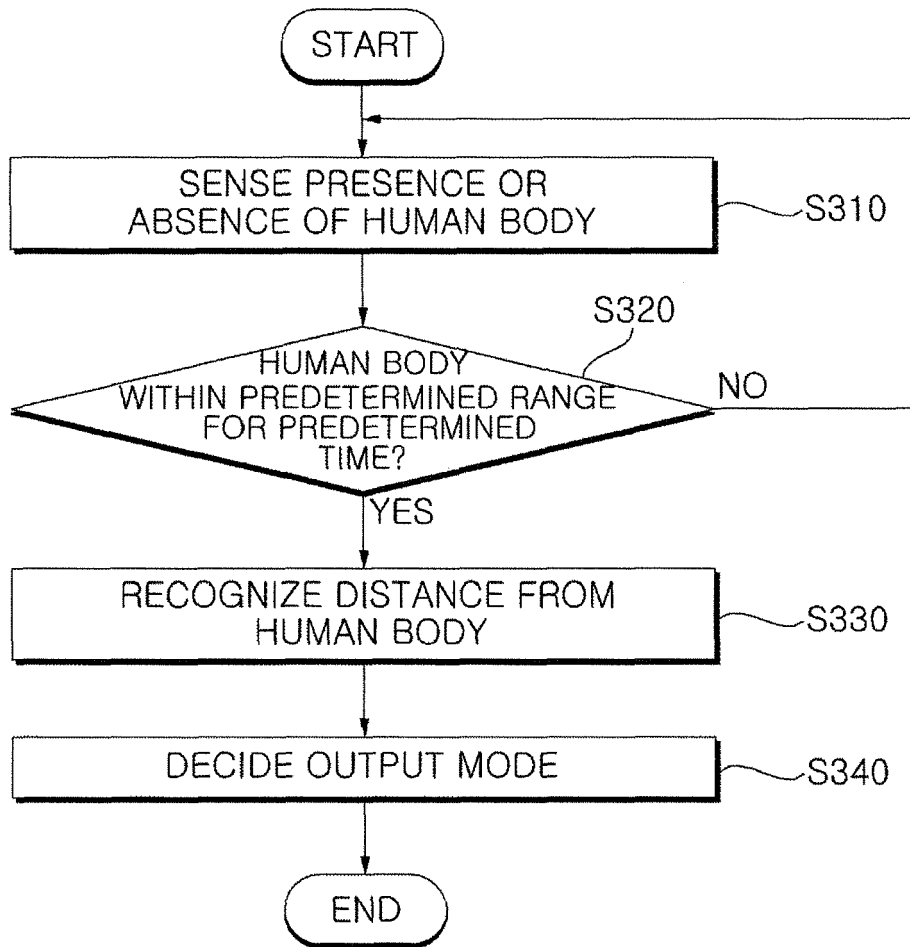 START
SENSE PRESENCE OR
ABSENCE OF HUMAN BODY
S310
S320
HUMAN BODY
WITHIN PREDETERMINED RANGE
FOR PREDETERMINED
TIME?
NO
YES
RECOGNIZE DISTANCE FROM
HUMAN BODY
S330
DECIDE OUTPUT MODE
S340
END